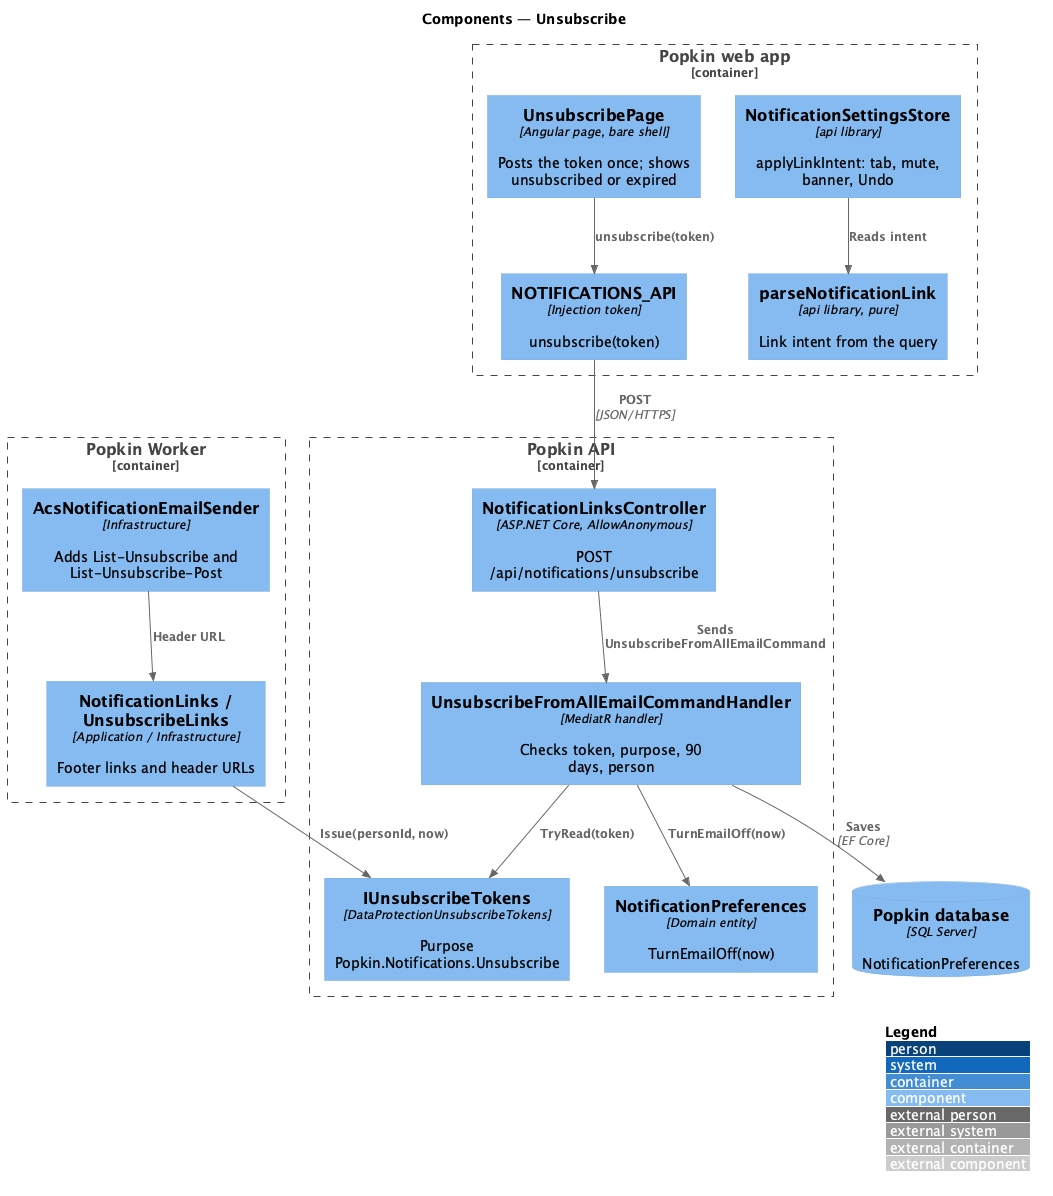 Components — Unsubscribe
Popkin web app
[container]
UnsubscribePage
[Angular page, bare shell]
Posts the token once; shows
unsubscribed or expired
NotificationSettingsStore
[api library]
applyLinkIntent: tab, mute,
banner, Undo
unsubscribe(token)
Reads intent
NOTIFICATIONS_API
[Injection token]
unsubscribe(token)
parseNotificationLink
[api library, pure]
Link intent from the query
POST
[JSON/HTTPS]
Popkin Worker
[container]
AcsNotificationEmailSender
[Infrastructure]
Adds List-Unsubscribe and
List-Unsubscribe-Post
Header URL
NotificationLinks /
UnsubscribeLinks
[Application / Infrastructure]
Footer links and header URLs
Popkin API
[container]
NotificationLinksController
[ASP.NET Core, AllowAnonymous]
POST
/api/notifications/unsubscribe
Sends
UnsubscribeFromAllEmailCommand
UnsubscribeFromAllEmailCommandHandler
[MediatR handler]
Checks token, purpose, 90
days, person
Issue(personId, now)
TryRead(token)
TurnEmailOff(now)
Saves
[EF Core]
IUnsubscribeTokens
[DataProtectionUnsubscribeTokens]
Purpose
Popkin.Notifications.Unsubscribe
NotificationPreferences
[Domain entity]
TurnEmailOff(now)
Popkin database
[SQL Server]
NotificationPreferences
Legend
person
system
container
component
external person
external system
external container
external component